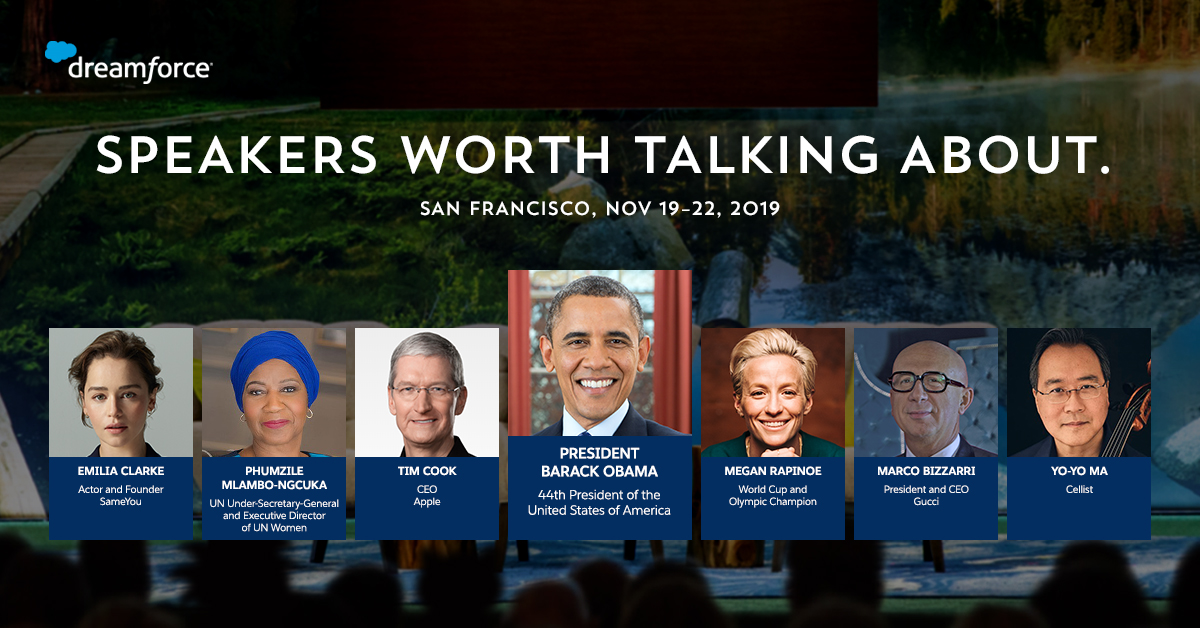 dreamforce
SPEAKERS WORTH TALKING ABOUT.
SAN FRANCISCO, NOV 19–22, 2019
EMILIA CLARKE
Actor and Founder
SameYou
PHUMZILE
MLAMBO-NGCUKA
UN Under-Secretary-General
and Executive Director
of UN Women
TIM COOK
CEO
Apple
PRESIDENT
BARACK OBAMA
44th President of the
United States of America
MEGAN RAPINOE
World Cup and
Olympic Champion
MARCO BIZZARRI
President and CEO
Gucci
YO-YO MA
Cellist